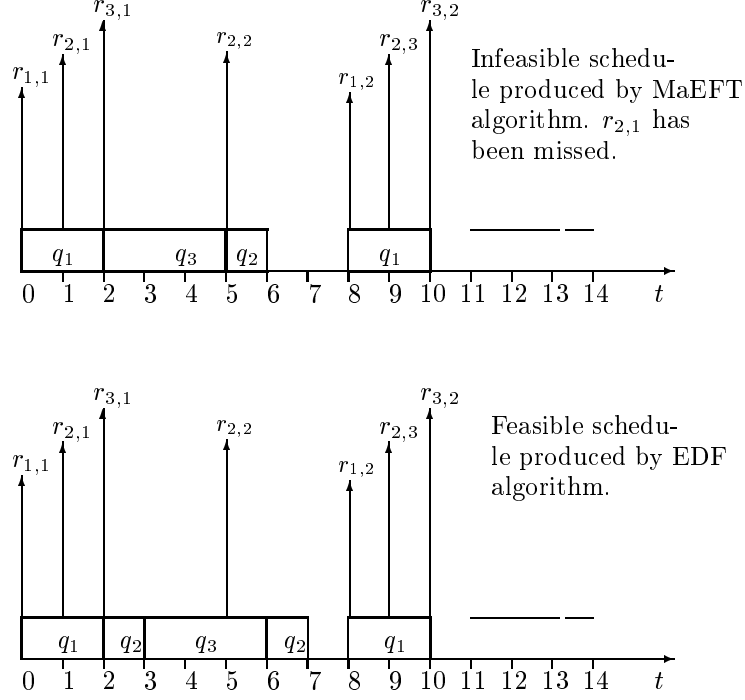 r3,1
r3,2
r2,1
r2,2
r2,3
r1,1
r1,2
Infeasible schedu-
le produced by MaEFT
algorithm. r2,1 has
been missed.
q1 q3 q2 q1
0 1 2 3 4 5 6 7 8 9 10 11 12 13 14 t
r3,1
r3,2
r2,1
r2,2
r2,3
r1,1
r1,2
Feasible schedu-
le produced by EDF
algorithm.
q1 q2 q3 q2 q1
0 1 2 3 4 5 6 7 8 9 10 11 12 13 14 t